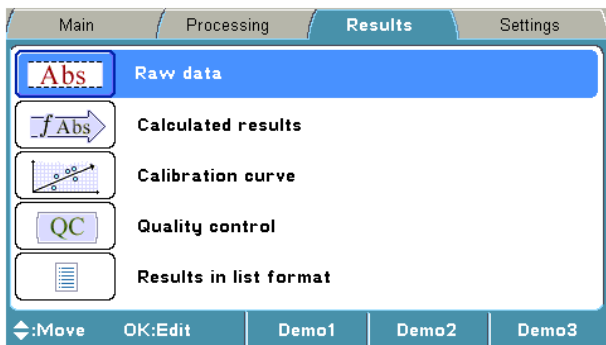 Main Processing Results Settings
Abs Raw data
f Abs Calculated results
Calibration curve
QC Quality control
Results in list format
:Move OK:Edit Demo1 Demo2 Demo3